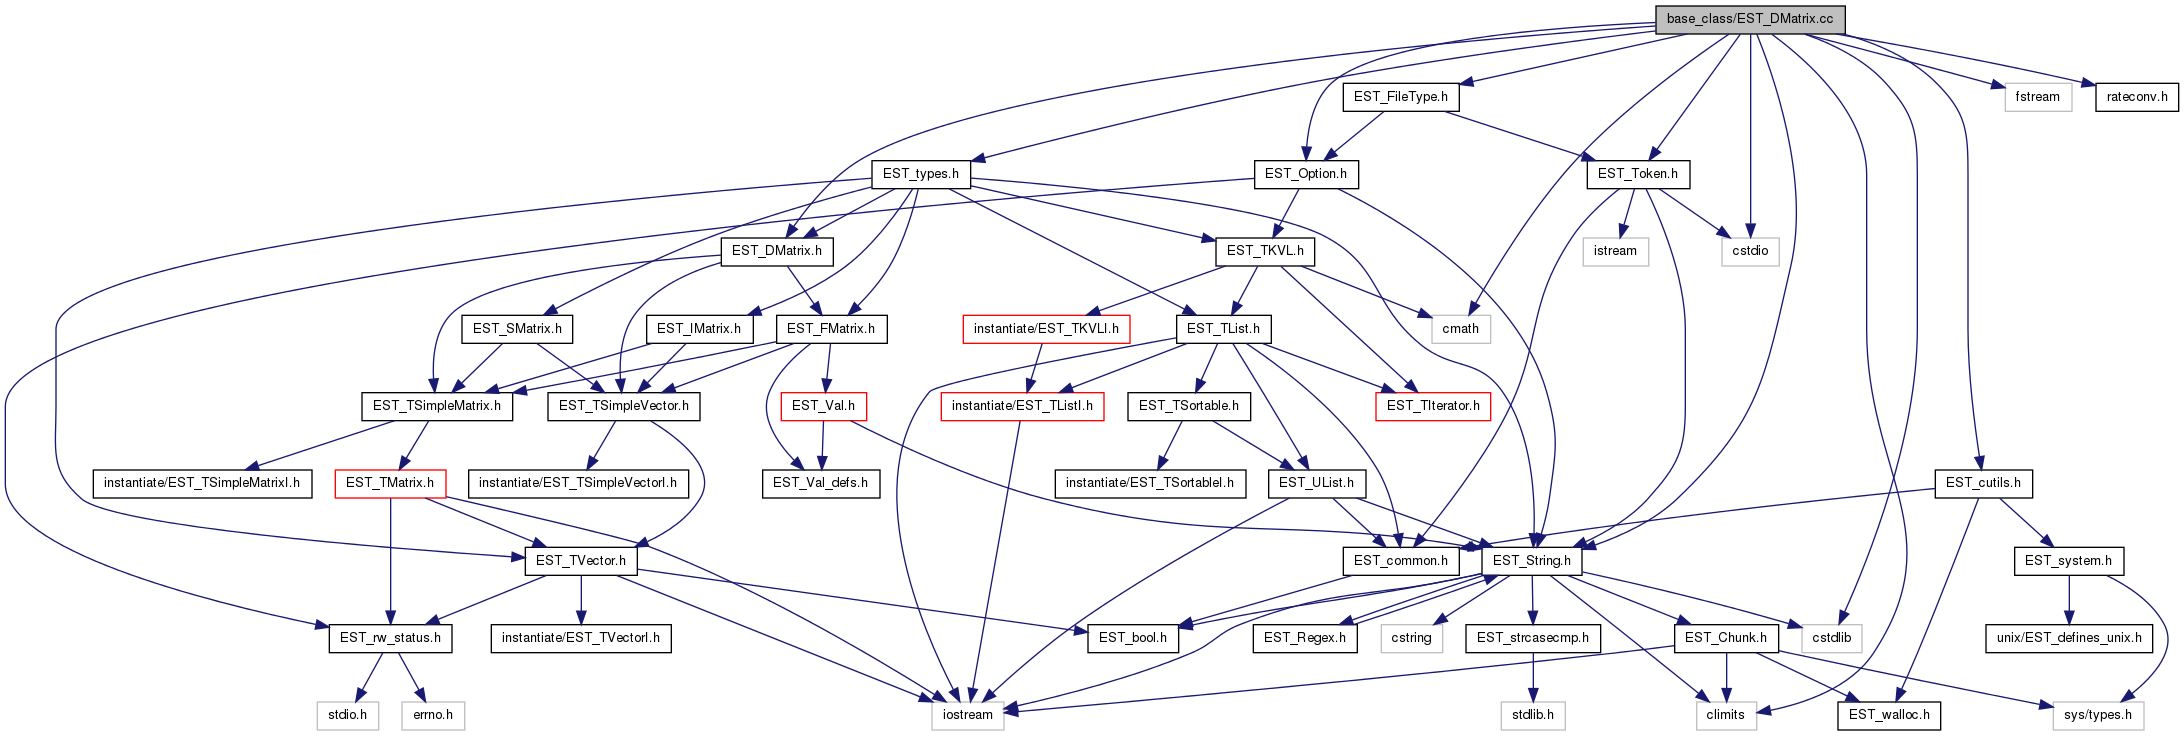 base_class/EST_DMatrix.cc
EST_FileType.h
fstream
rateconv.h
EST_types.h
EST_Option.h
EST_Token.h
EST_DMatrix.h
EST_TKVL.h
istream
cstdio
EST_SMatrix.h
EST_IMatrix.h
EST_FMatrix.h
instantiate/EST_TKVLI.h
EST_TList.h
cmath
EST_TSimpleMatrix.h
EST_TSimpleVector.h
EST_Val.h
instantiate/EST_TListI.h
EST_TSortable.h
EST_TIterator.h
instantiate/EST_TSimpleMatrixI.h
EST_TMatrix.h
instantiate/EST_TSimpleVectorI.h
EST_Val_defs.h
instantiate/EST_TSortableI.h
EST_UList.h
EST_cutils.h
EST_TVector.h
EST_common.h
EST_String.h
EST_system.h
EST_rw_status.h
instantiate/EST_TVectorI.h
EST_bool.h
EST_Regex.h
cstring
EST_strcasecmp.h
EST_Chunk.h
cstdlib
unix/EST_defines_unix.h
stdio.h
errno.h
iostream
stdlib.h
climits
EST_walloc.h
sys/types.h